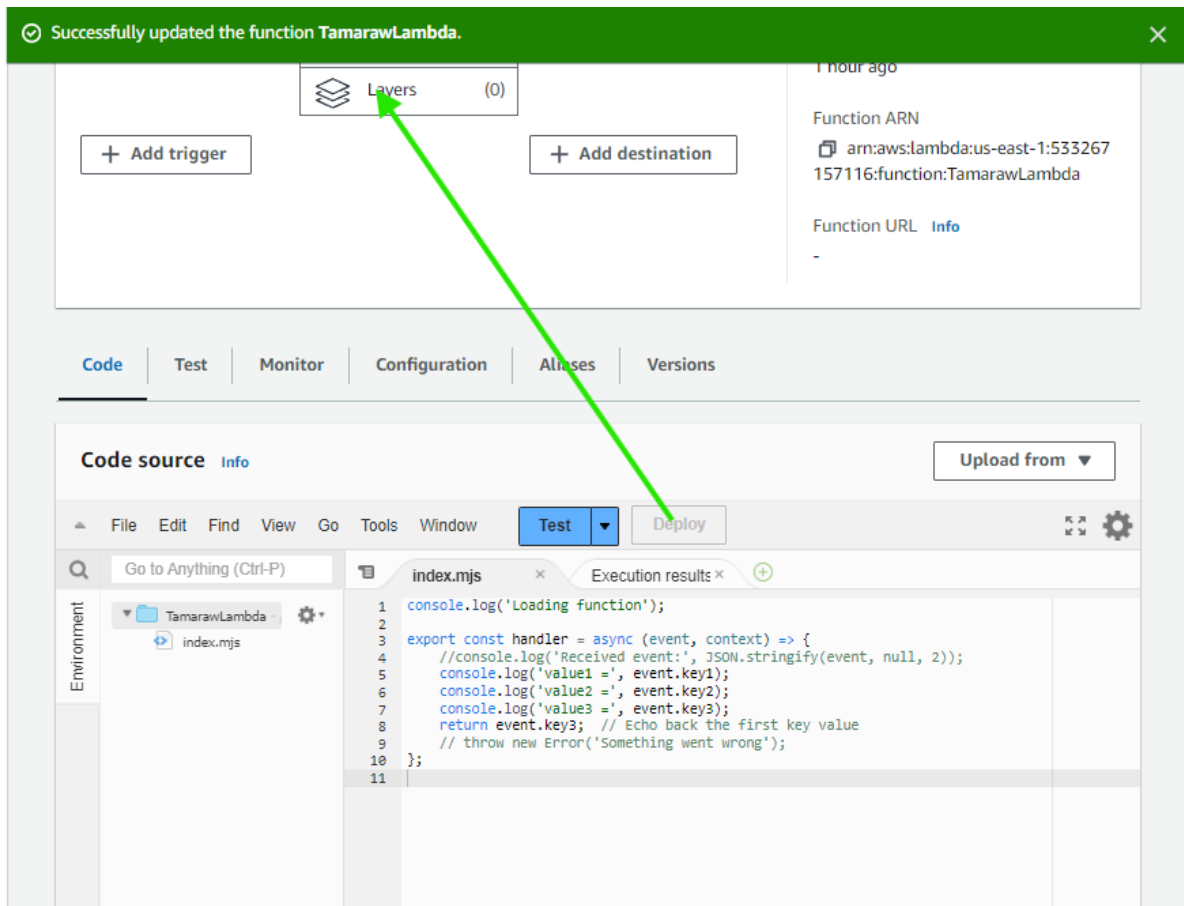 Successfully updated the function TamarawLambda.
1 hour ago
Layers (0)
Function ARN
+ Add trigger
+ Add destination
arn:aws:lambda:us-east-1:533267
157116:function:TamarawLambda
Function URL Info
-
Code Test Monitor Configuration Aliases Versions
Code source Info
Upload from
File Edit Find View Go Tools Window Test Deploy
Go to Anything (Ctrl-P)
index.mjs × Execution results ×
Environment
TamarawLambda -
index.mjs
1 console.log('Loading function');
2
3 export const handler = async (event, context) => {
4 //console.log('Received event:', JSON.stringify(event, null, 2));
5 console.log('value1 =', event.key1);
6 console.log('value2 =', event.key2);
7 console.log('value3 =', event.key3);
8 return event.key3; // Echo back the first key value
9 // throw new Error('Something went wrong');
10 };
11